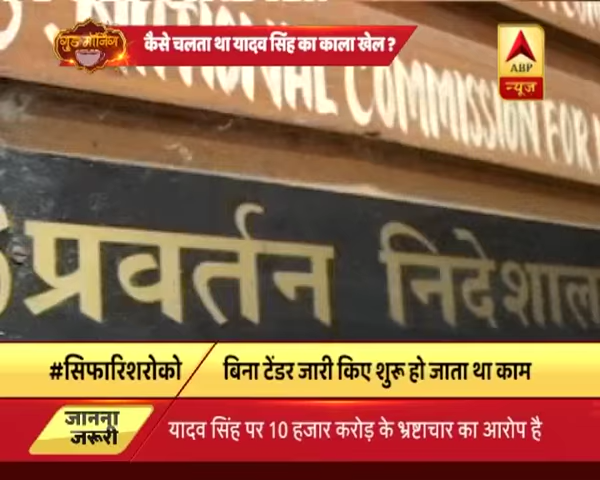 गुड मॉर्निंग
कैसे चलता था यादव सिंह का काला खेल ?
ABP
न्यूज़
COMMISSION FOR
प्रवर्तन
#सिफारिशरोको
बिना टेंडर जारी किए शुरू हो जाता था काम
जानना
जरूरी
यादव सिंह पर 10 हजार करोड़ के भ्रष्टाचार का आरोप है